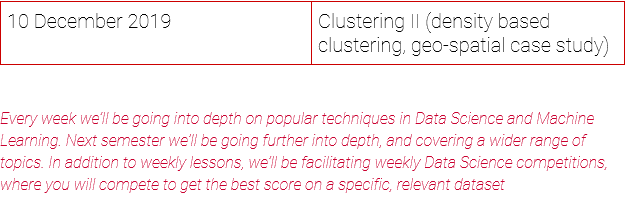 10 December 2019
Clustering II (density based
clustering, geo-spatial case study)
Every week we'll be going into depth on popular techniques in Data Science and Machine
Learning. Next semester we'll be going further into depth, and covering a wider range of
topics. In addition to weekly lessons, we'll be facilitating weekly Data Science competitions,
where you will compete to get the best score on a specific, relevant dataset